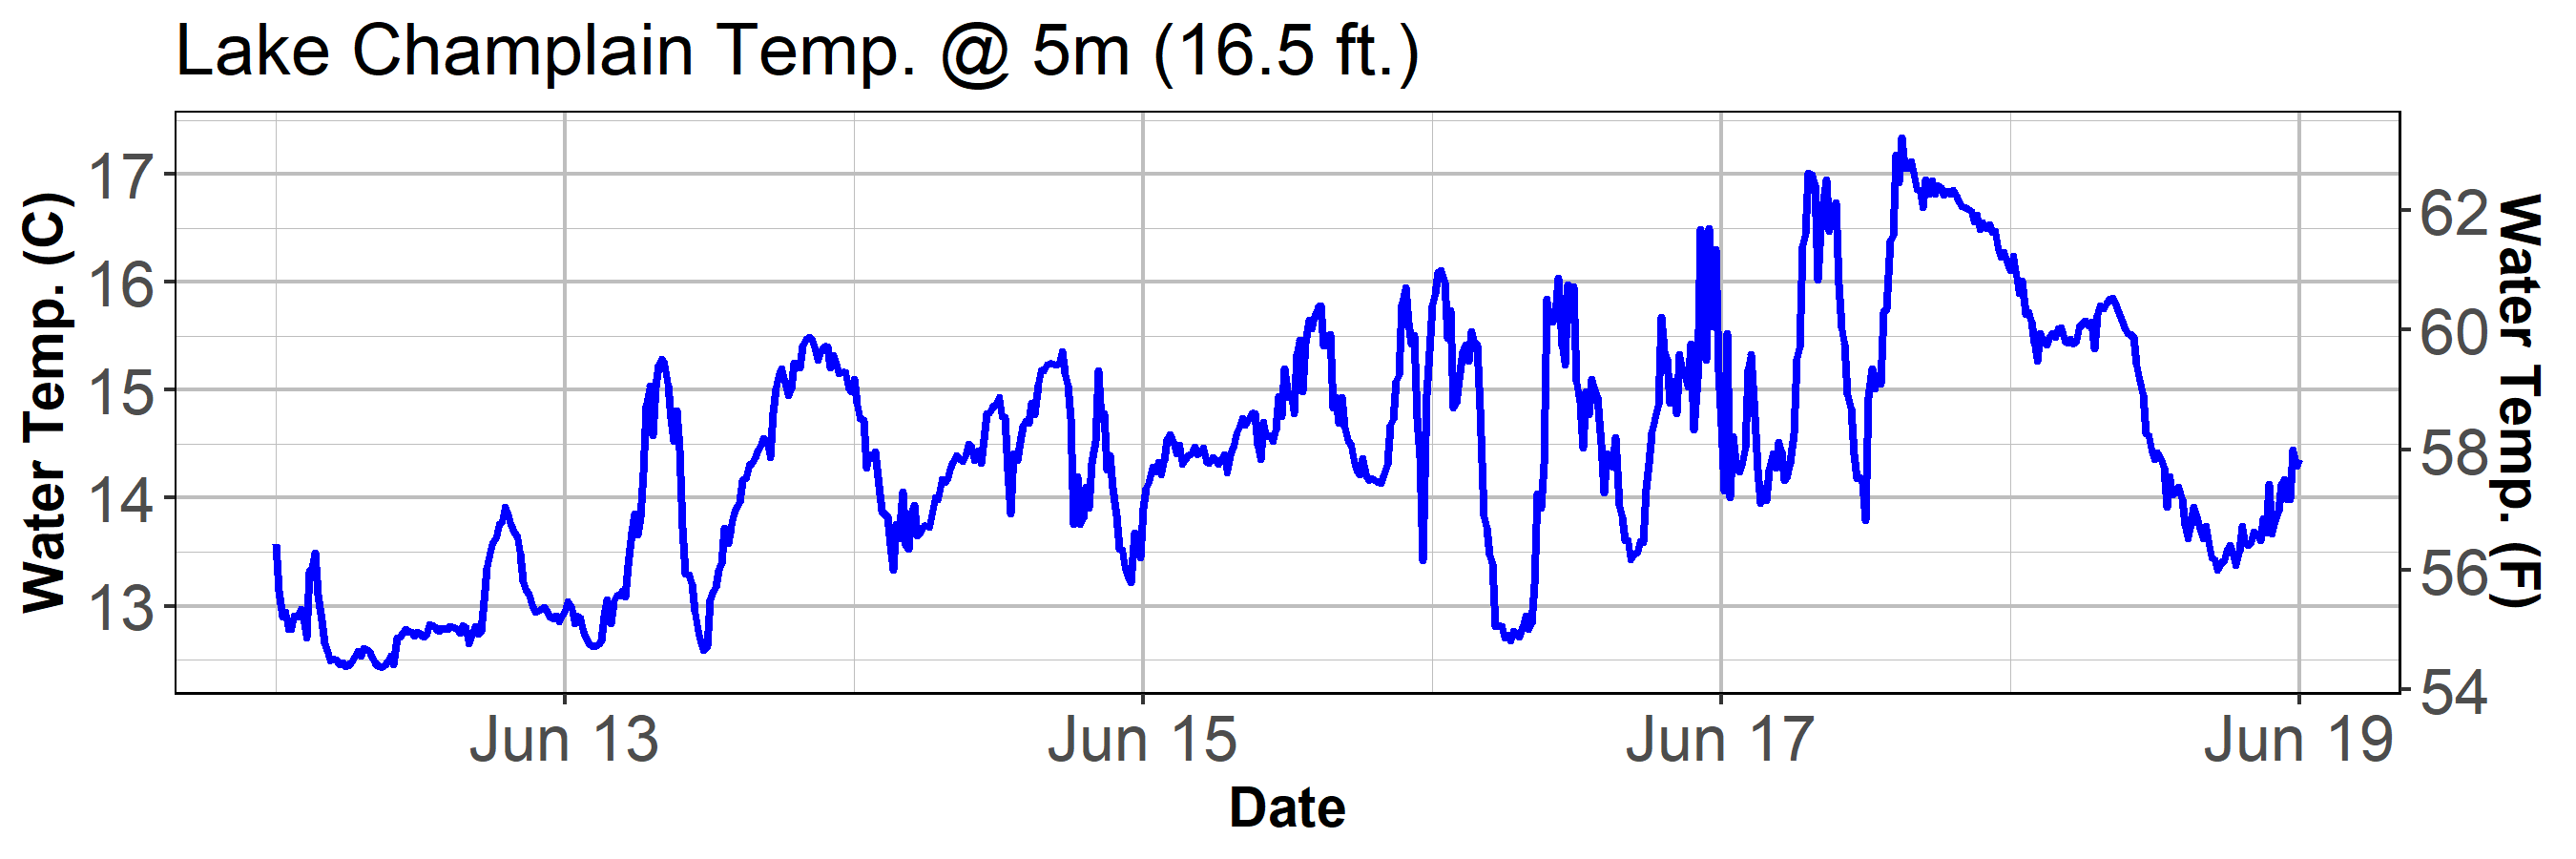 Lake Champlain Temp. @ 5m (16.5 ft.)
Water Temp. (C)
17
16
15
14
13
62
60
58
56
54
Water Temp. (F)
Jun 13 Jun 15 Jun 17 Jun 19
Date